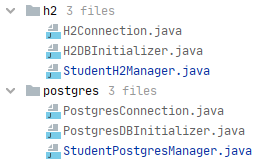 h2 3 files
H2Connection.java
H2DBInitializer.java
StudentH2Manager.java
postgres 3 files
PostgresConnection.java
PostgresDBInitializer.java
StudentPostgresManager.java